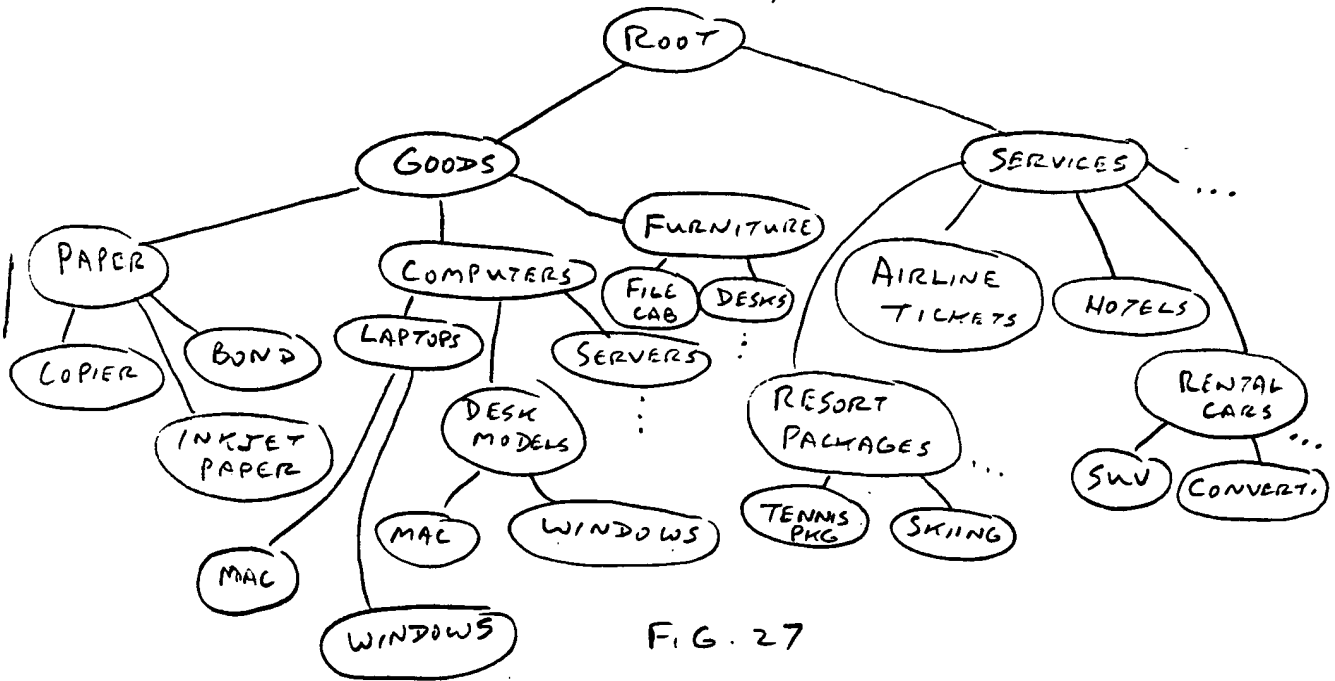 ROOT
GOODS
SERVICES
...
PAPER
COMPUTERS
FURNITURE
AIRLINE
TICKETS
HOTELS
COPIER
BOND
INKJET
PAPER
LAPTOPS
DESK
MODELS
SERVERS
FILE
CAB
DESKS
RESORT
PACKAGES
...
RENTAL
CARS
...
MAC
WINDOWS
MAC
WINDOWS
TENNIS
PKG
SKIING
SUV
CONVERT.
FIG. 27